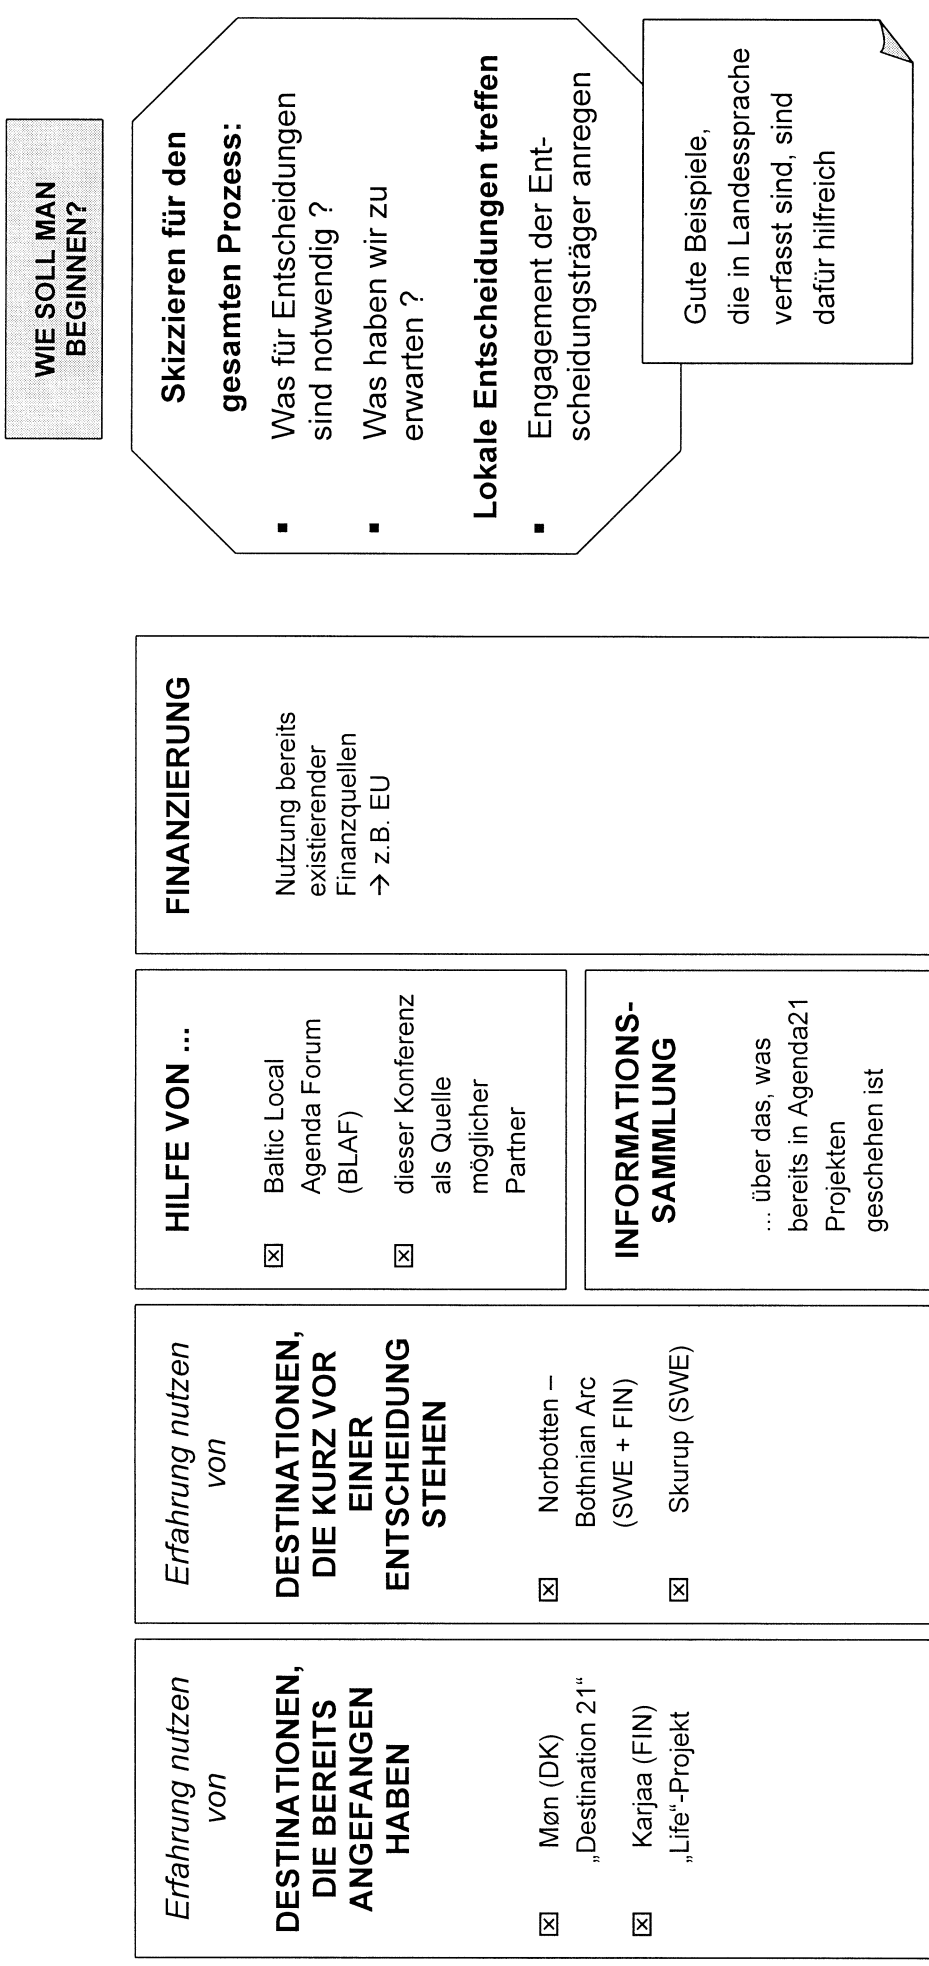 Erfahrung nutzen
von
DESTINATIONEN,
DIE BEREITS
ANGEFANGEN
HABEN
☒ Møn (DK)
„Destination 21“
☒ Karjaa (FIN)
„Life“-Projekt
Erfahrung nutzen
von
DESTINATIONEN,
DIE KURZ VOR
EINER
ENTSCHEIDUNG
STEHEN
☒ Norbotten –
Bothnian Arc
(SWE + FIN)
☒ Skurup (SWE)
HILFE VON ...
☒ Baltic Local
Agenda Forum
(BLAF)
☒ dieser Konferenz
als Quelle
möglicher
Partner
INFORMATIONS-
SAMMLUNG
... über das, was
bereits in Agenda21
Projekten
geschehen ist
FINANZIERUNG
Nutzung bereits
existierender
Finanzquellen
→ z.B. EU
WIE SOLL MAN
BEGINNEN?
Skizzieren für den
gesamten Prozess:
▪ Was für Entscheidungen
sind notwendig ?
▪ Was haben wir zu
erwarten ?
Lokale Entscheidungen treffen
▪ Engagement der Ent-
scheidungsträger anregen
Gute Beispiele,
die in Landessprache
verfasst sind, sind
dafür hilfreich